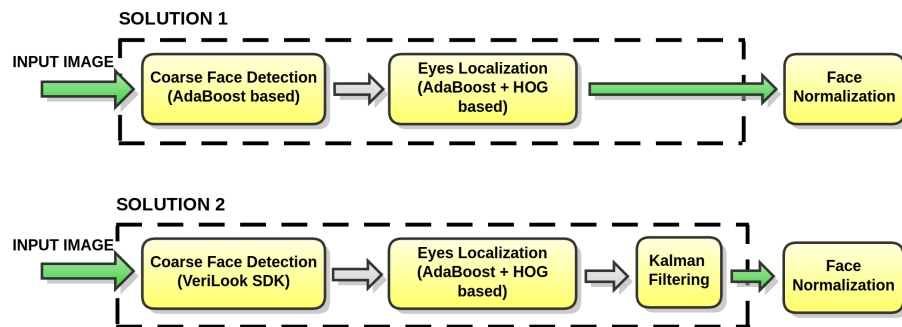 SOLUTION 1
INPUT IMAGE
Coarse Face Detection
(AdaBoost based)
Eyes Localization
(AdaBoost + HOG
based)
Face
Normalization
SOLUTION 2
INPUT IMAGE
Coarse Face Detection
(VeriLook SDK)
Eyes Localization
(AdaBoost + HOG
based)
Kalman
Filtering
Face
Normalization